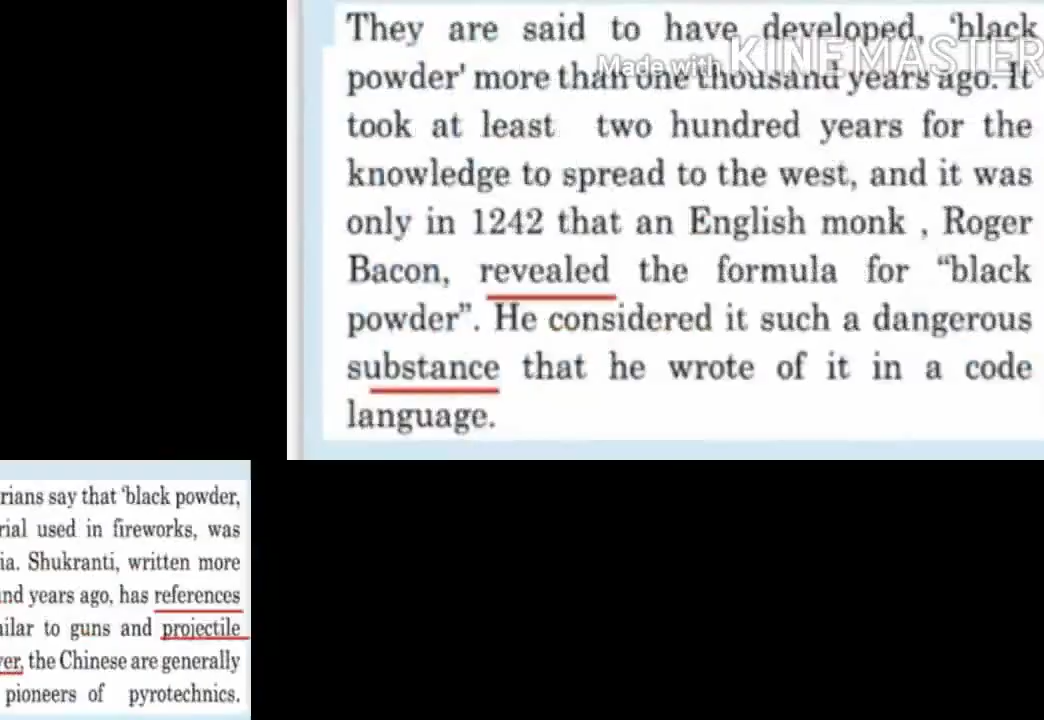 They are said to have developed, 'black
powder' more than one thousand years ago. It
took at least two hundred years for the
knowledge to spread to the west, and it was
only in 1242 that an English monk , Roger
Bacon, revealed the formula for “black
powder”. He considered it such a dangerous
substance that he wrote of it in a code
language.
Made with KINEMASTER
rians say that 'black powder,
rial used in fireworks, was
ia. Shukranti, written more
and years ago, has references
ilar to guns and projectile
ver, the Chinese are generally
pioneers of pyrotechnics.